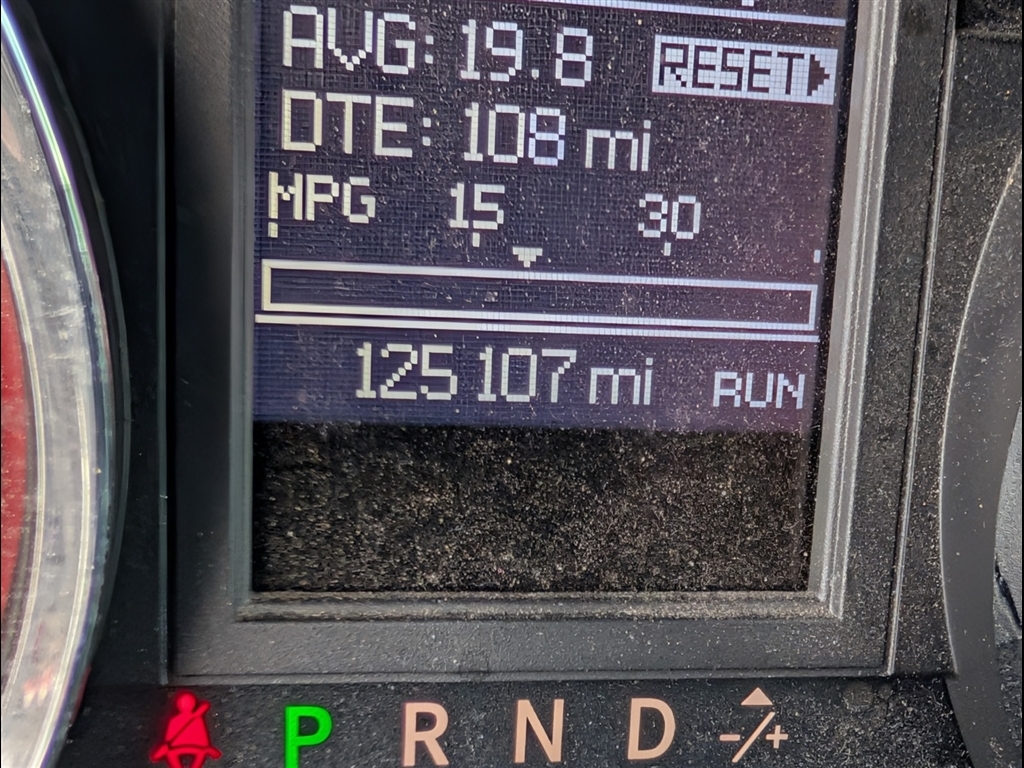 AVG: 19.8 RESET
DTE: 108 mi
MPG 15 30
125107 mi RUN
P R N D -/+